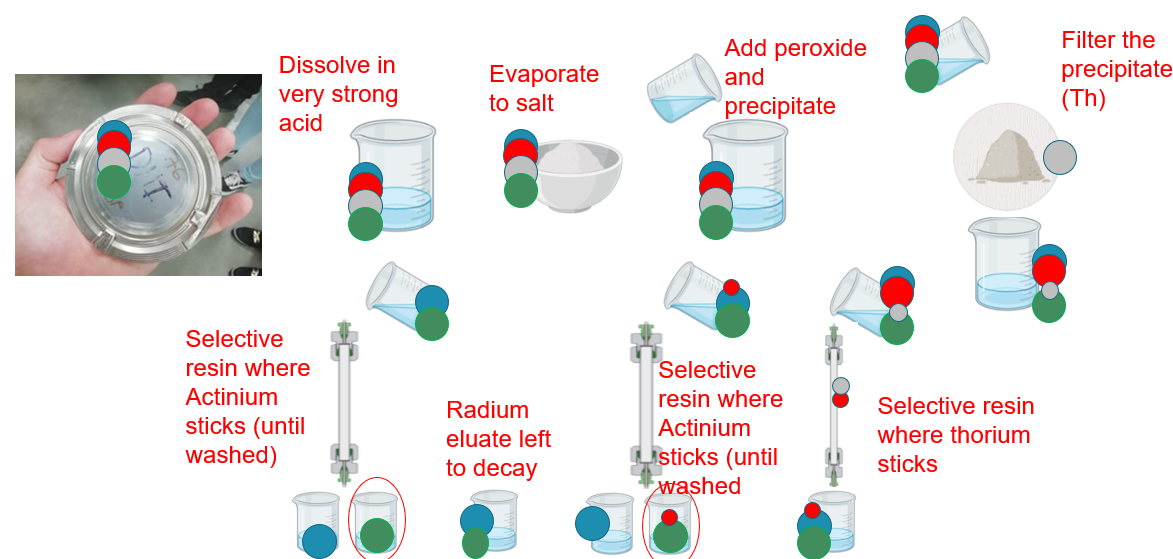 Dissolve in
very strong
acid
Evaporate
to salt
Add peroxide
and
precipitate
Filter the
precipitate
(Th)
Selective
resin where
Actinium
sticks (until
washed)
Radium
eluate left
to decay
Selective
resin where
Actinium
sticks (until
washed
Selective resin
where thorium
sticks